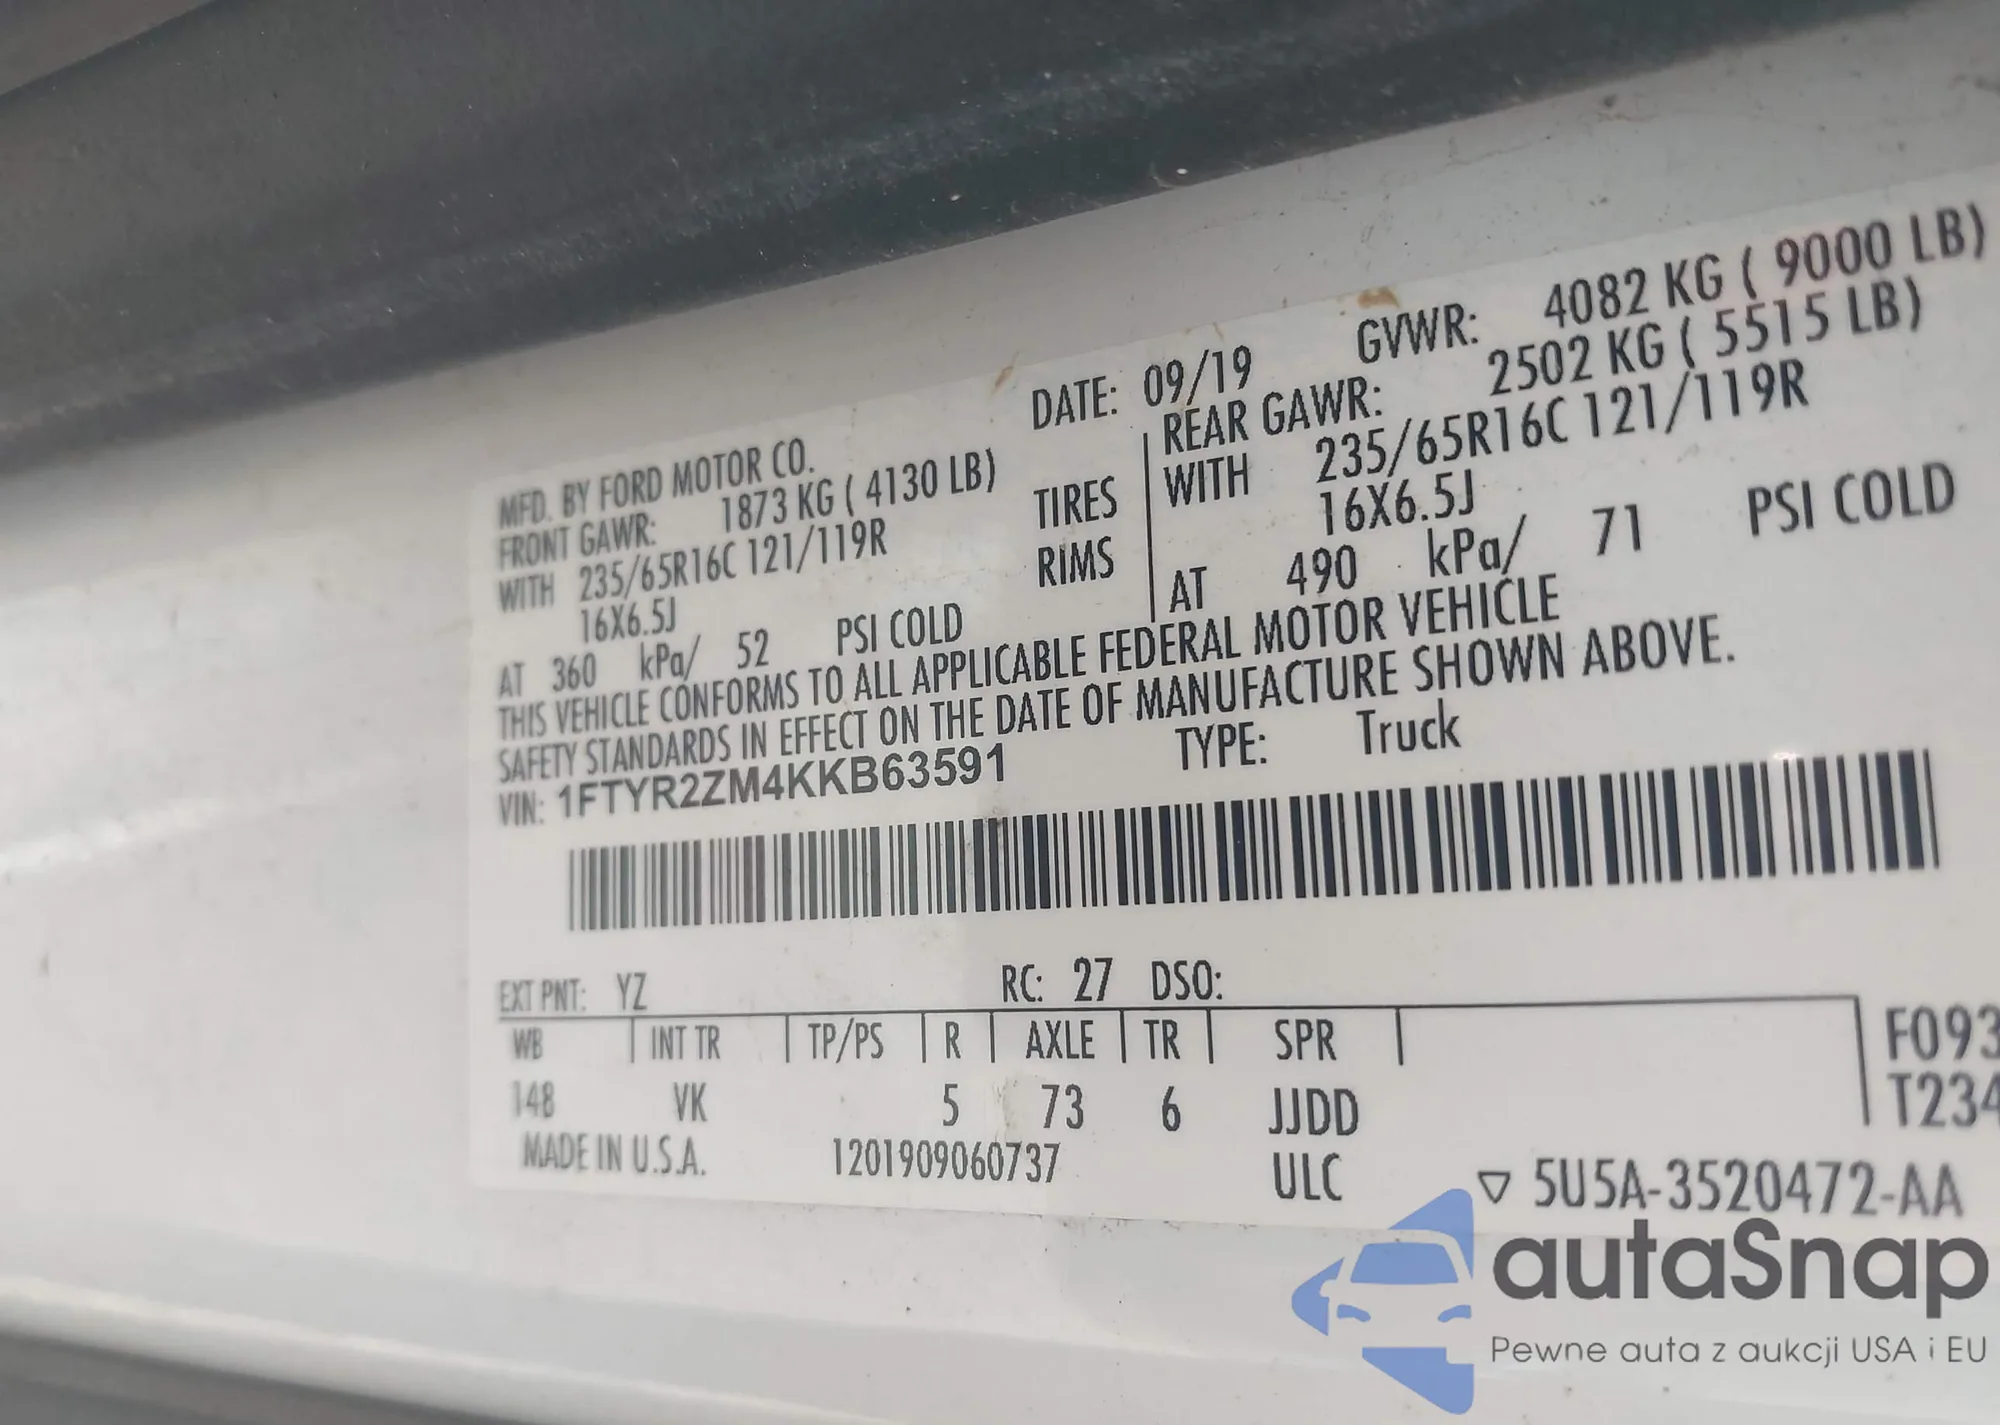 MFD. BY FORD MOTOR CO.
DATE: 09/19 GVWR: 4082 KG ( 9000 LB)
FRONT GAWR: 1873 KG ( 4130 LB) REAR GAWR: 2502 KG ( 5515 LB)
WITH 235/65R16C 121/119R TIRES WITH 235/65R16C 121/119R
16X6.5J RIMS 16X6.5J
AT 360 kPa/ 52 PSI COLD AT 490 kPa/ 71 PSI COLD
THIS VEHICLE CONFORMS TO ALL APPLICABLE FEDERAL MOTOR VEHICLE
SAFETY STANDARDS IN EFFECT ON THE DATE OF MANUFACTURE SHOWN ABOVE.
VIN: 1FTYR2ZM4KKB63591 TYPE: Truck
EXT PNT: YZ RC: 27 DSO:
WB INT TR TP/PS R AXLE TR SPR F093
148 VK 5 73 6 JJDD T234
MADE IN U.S.A. 1201909060737 ULC ▽ 5U5A-3520472-AA
autaSnap
Pewne auta z aukcji USA i EU